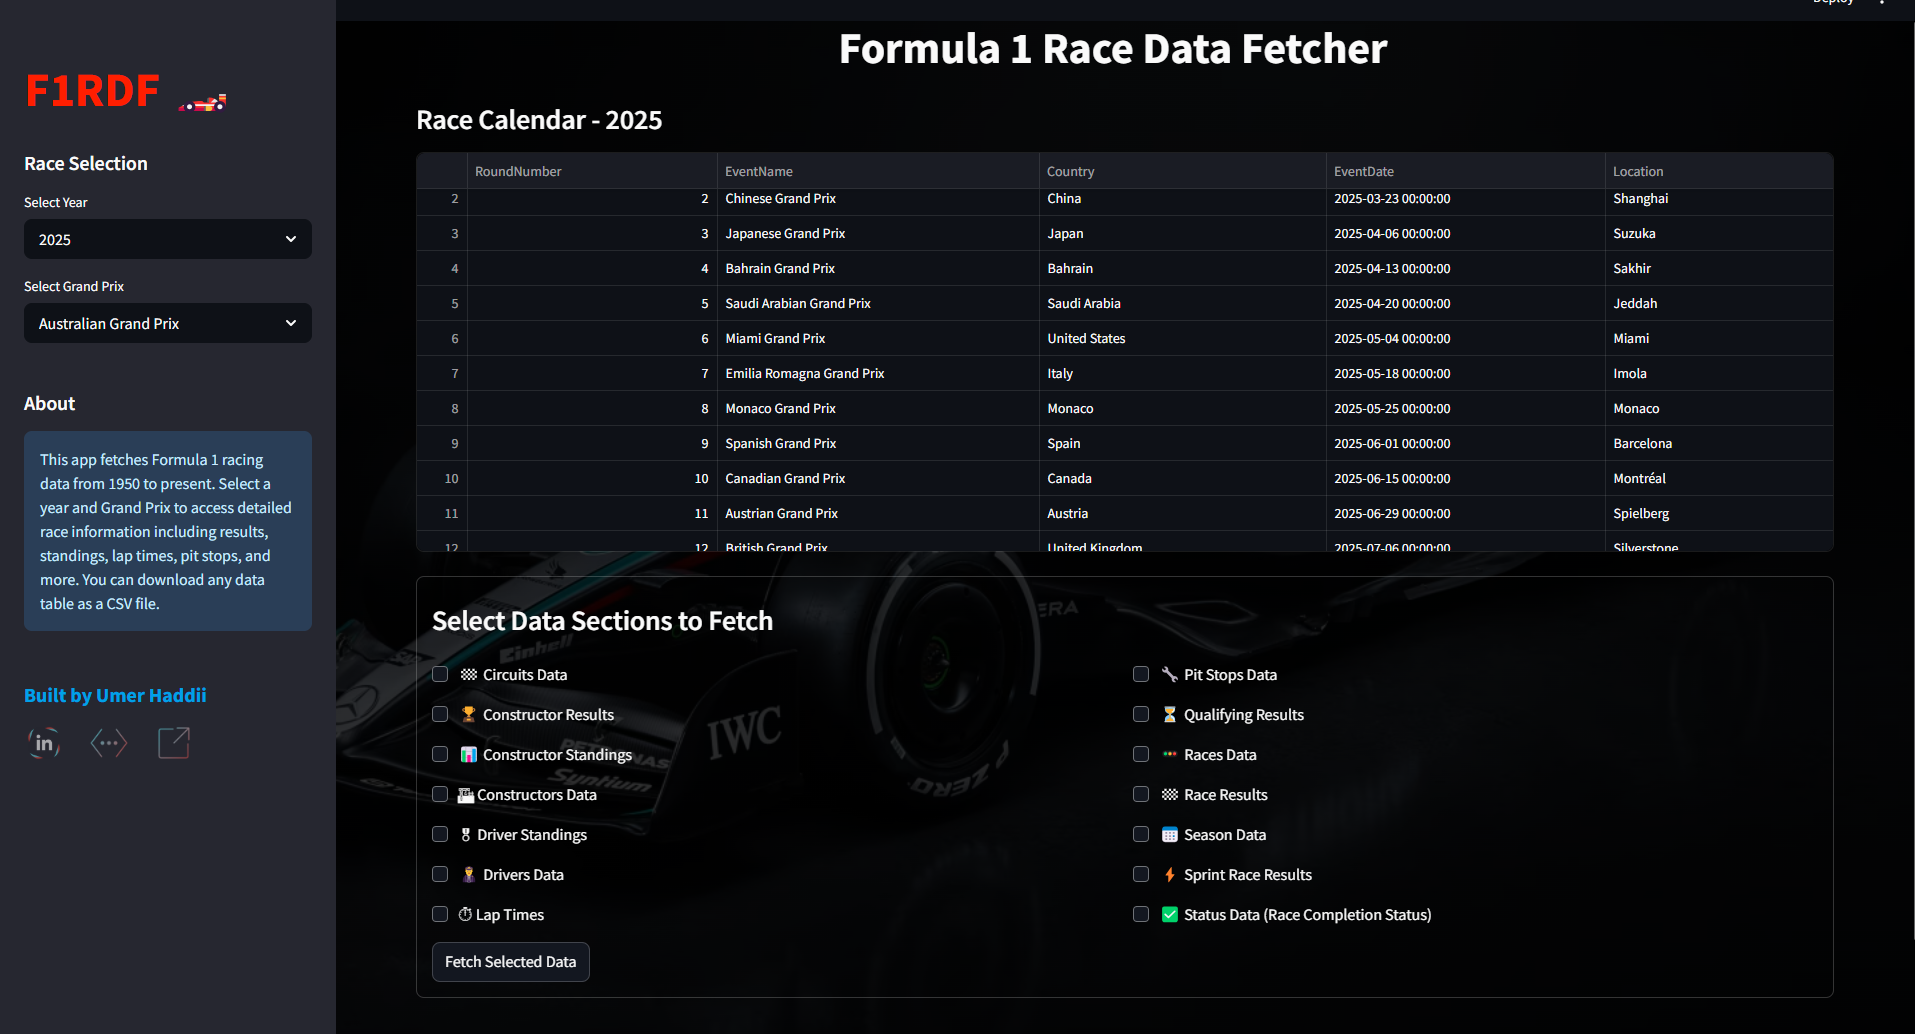 Deploy
F1RDF
Race Selection
Select Year
2025
Select Grand Prix
Australian Grand Prix
About
This app fetches Formula 1 racing
data from 1950 to present. Select a
year and Grand Prix to access detailed
race information including results,
standings, lap times, pit stops, and
more. You can download any data
table as a CSV file.
Built by Umer Haddii
in
Formula 1 Race Data Fetcher
Race Calendar - 2025
RoundNumber EventName Country EventDate Location
2 2 Chinese Grand Prix China 2025-03-23 00:00:00 Shanghai
3 3 Japanese Grand Prix Japan 2025-04-06 00:00:00 Suzuka
4 4 Bahrain Grand Prix Bahrain 2025-04-13 00:00:00 Sakhir
5 5 Saudi Arabian Grand Prix Saudi Arabia 2025-04-20 00:00:00 Jeddah
6 6 Miami Grand Prix United States 2025-05-04 00:00:00 Miami
7 7 Emilia Romagna Grand Prix Italy 2025-05-18 00:00:00 Imola
8 8 Monaco Grand Prix Monaco 2025-05-25 00:00:00 Monaco
9 9 Spanish Grand Prix Spain 2025-06-01 00:00:00 Barcelona
10 10 Canadian Grand Prix Canada 2025-06-15 00:00:00 Montréal
11 11 Austrian Grand Prix Austria 2025-06-29 00:00:00 Spielberg
12 12 British Grand Prix United Kingdom 2025-07-06 00:00:00 Silverstone
Select Data Sections to Fetch
Circuits Data
Constructor Results
Constructor Standings
Constructors Data
Driver Standings
Drivers Data
Lap Times
Pit Stops Data
Qualifying Results
Races Data
Race Results
Season Data
Sprint Race Results
Status Data (Race Completion Status)
Fetch Selected Data
Einhell
IWC
PETRONAS
Syntium
P ZERO